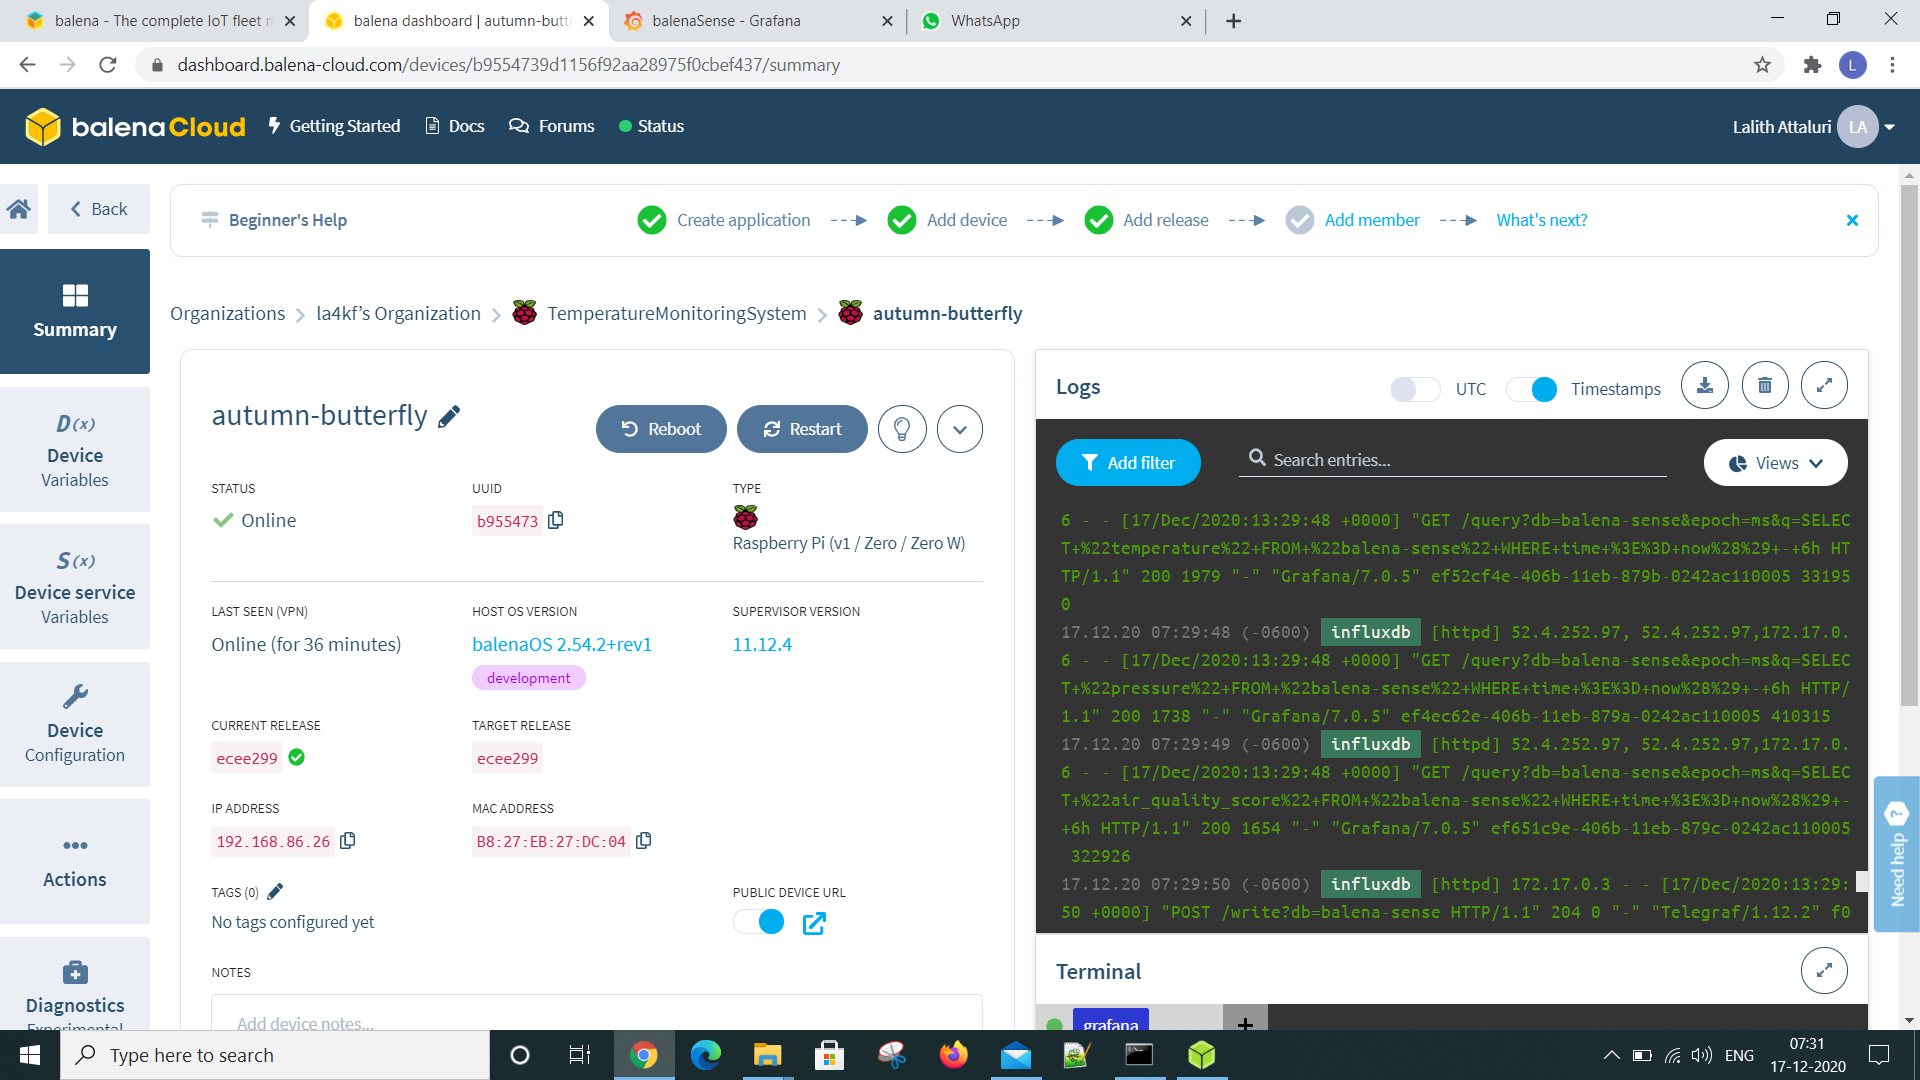 balena - The complete IoT fleet m
balena dashboard | autumn-butt
balenaSense - Grafana
WhatsApp
dashboard.balena-cloud.com/devices/b9554739d1156f92aa28975f0cbef437/summary
L
balenaCloud
Getting Started
Docs
Forums
Status
Lalith Attaluri
LA
Back
Beginner's Help
Create application
Add device
Add release
Add member
What's next?
Summary
Organizations
la4kf's Organization
TemperatureMonitoringSystem
autumn-butterfly
D(x)
Device
Variables
S(x)
Device service
Variables
Device
Configuration
Actions
Diagnostics
Experimental
autumn-butterfly
Reboot
Restart
STATUS
Online
UUID
b955473
TYPE
Raspberry Pi (v1 / Zero / Zero W)
LAST SEEN (VPN)
Online (for 36 minutes)
HOST OS VERSION
balenaOS 2.54.2+rev1
development
SUPERVISOR VERSION
11.12.4
CURRENT RELEASE
ecee299
TARGET RELEASE
ecee299
IP ADDRESS
192.168.86.26
MAC ADDRESS
B8:27:EB:27:DC:04
TAGS (0)
No tags configured yet
PUBLIC DEVICE URL
NOTES
Add device notes...
Logs
UTC
Timestamps
Add filter
Search entries...
Views
6 - - [17/Dec/2020:13:29:48 +0000] "GET /query?db=balena-sense&epoch=ms&q=SELEC
T+%22temperature%22+FROM+%22balena-sense%22+WHERE+time+%3E%3D+now%28%29+-+6h HT
TP/1.1" 200 1979 "-" "Grafana/7.0.5" ef52cf4e-406b-11eb-879b-0242ac110005 33195
0
17.12.20 07:29:48 (-0600) influxdb [httpd] 52.4.252.97, 52.4.252.97,172.17.0.
6 - - [17/Dec/2020:13:29:48 +0000] "GET /query?db=balena-sense&epoch=ms&q=SELEC
T+%22pressure%22+FROM+%22balena-sense%22+WHERE+time+%3E%3D+now%28%29+-+6h HTTP/
1.1" 200 1738 "-" "Grafana/7.0.5" ef4ec62e-406b-11eb-879a-0242ac110005 410315
17.12.20 07:29:49 (-0600) influxdb [httpd] 52.4.252.97, 52.4.252.97,172.17.0.
6 - - [17/Dec/2020:13:29:48 +0000] "GET /query?db=balena-sense&epoch=ms&q=SELEC
T+%22air_quality_score%22+FROM+%22balena-sense%22+WHERE+time+%3E%3D+now%28%29+-
+6h HTTP/1.1" 200 1654 "-" "Grafana/7.0.5" ef651c9e-406b-11eb-879c-0242ac110005
322926
17.12.20 07:29:50 (-0600) influxdb [httpd] 172.17.0.3 - - [17/Dec/2020:13:29:
50 +0000] "POST /write?db=balena-sense HTTP/1.1" 204 0 "-" "Telegraf/1.12.2" f0
Need help ?
Terminal
grafana
+
Type here to search
ENG
07:31
17-12-2020